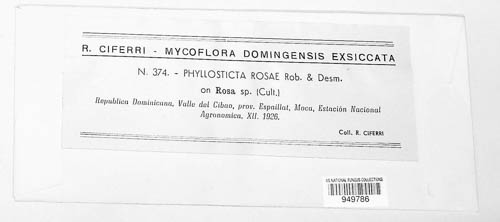 R. CIFERRI - MYCOFLORA DOMINGENSIS EXSICCATA
N. 374. - PHYLLOSTICTA ROSAE Rob. & Desm.
on Rosa sp. (Cult.)
Republica Dominicana, Valle del Cibao, prov. Espaillat, Moca, Estación Nacional
Agronomica, XII. 1926.
Coll. R. CIFERRI
US NATIONAL FUNGUS COLLECTIONS
949786